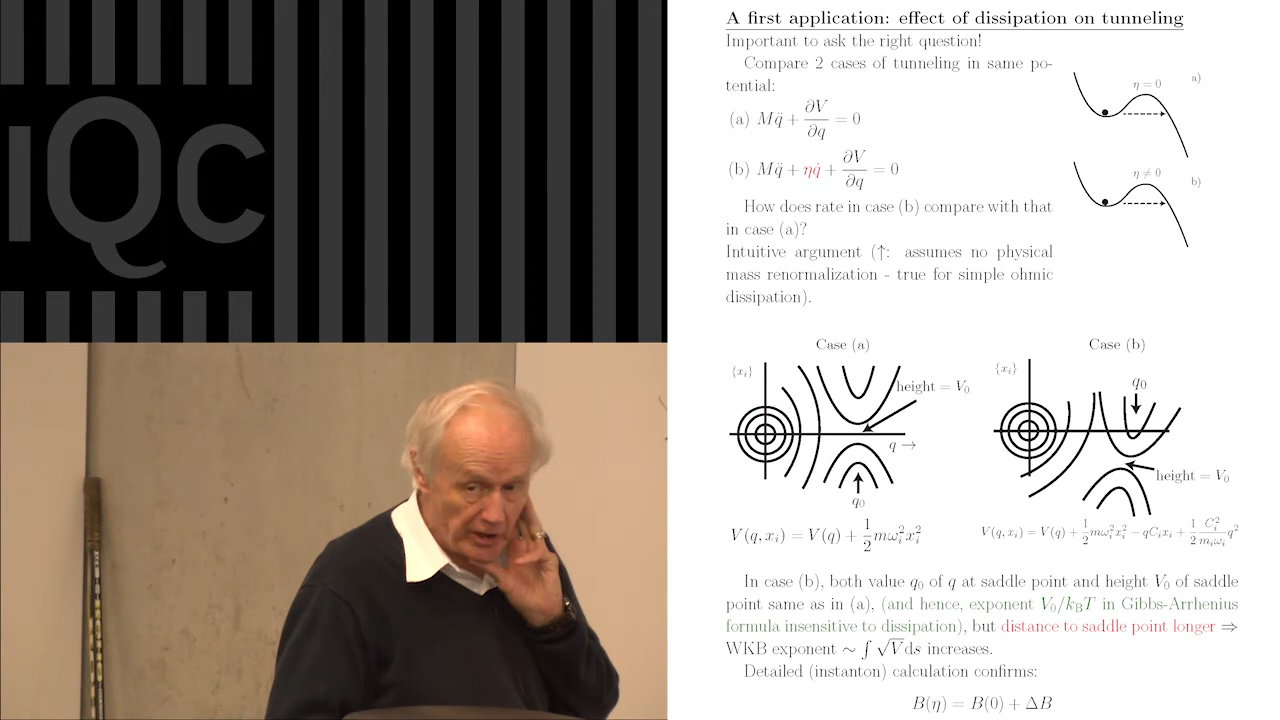 IQC
A first application: effect of dissipation on tunneling
Important to ask the right question!
Compare 2 cases of tunneling in same po-
tential:
(a) Mq̈ + ∂V/∂q = 0
(b) Mq̈ + ηq̇ + ∂V/∂q = 0
η = 0
a)
η ≠ 0
b)
How does rate in case (b) compare with that
in case (a)?
Intuitive argument (↑: assumes no physical
mass renormalization - true for simple ohmic
dissipation).
Case (a)
{xᵢ}
height = V₀
q →
q₀
V(q, xᵢ) = V(q) + 1/2 mωᵢ²xᵢ²
Case (b)
{xᵢ}
q₀
height = V₀
V(q, xᵢ) = V(q) + 1/2 mωᵢ²xᵢ² − qCᵢxᵢ + 1/2 Cᵢ²/mᵢωᵢ q²
In case (b), both value q₀ of q at saddle point and height V₀ of saddle
point same as in (a), (and hence, exponent V₀/k_BT in Gibbs-Arrhenius
formula insensitive to dissipation), but distance to saddle point longer ⇒
WKB exponent ∼ ∫ √V ds increases.
Detailed (instanton) calculation confirms:
B(η) = B(0) + ΔB